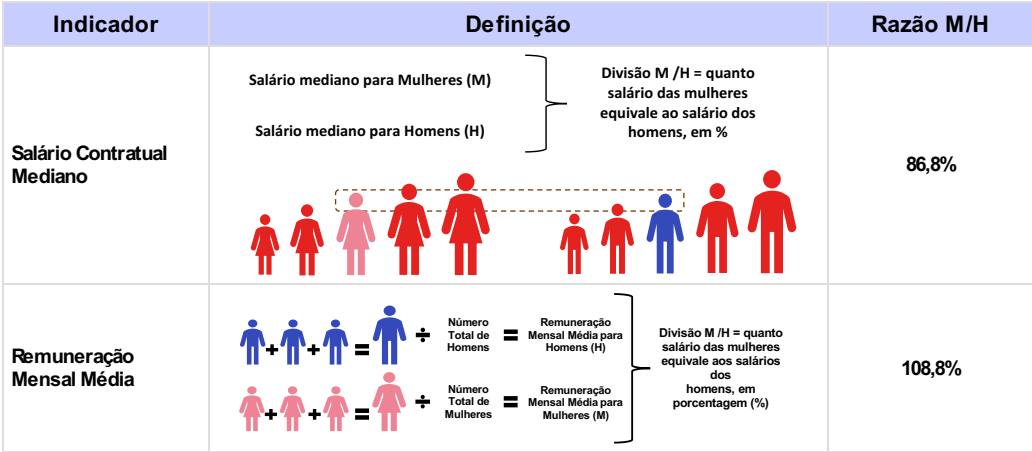 Indicador
Definição
Razão M/H
Salário Contratual
Mediano
Salário mediano para Mulheres (M)
Salário mediano para Homens (H)
Divisão M /H = quanto
salário das mulheres
equivale ao salário dos
homens, em %
86,8%
Remuneração
Mensal Média
+ + = ÷
Número
Total de
Homens
=
Remuneração
Mensal Média para
Homens (H)
+ + = ÷
Número
Total de
Mulheres
=
Remuneração
Mensal Média para
Mulheres (M)
Divisão M /H = quanto
salário das mulheres
equivale aos salários
dos
homens, em
porcentagem (%)
108,8%